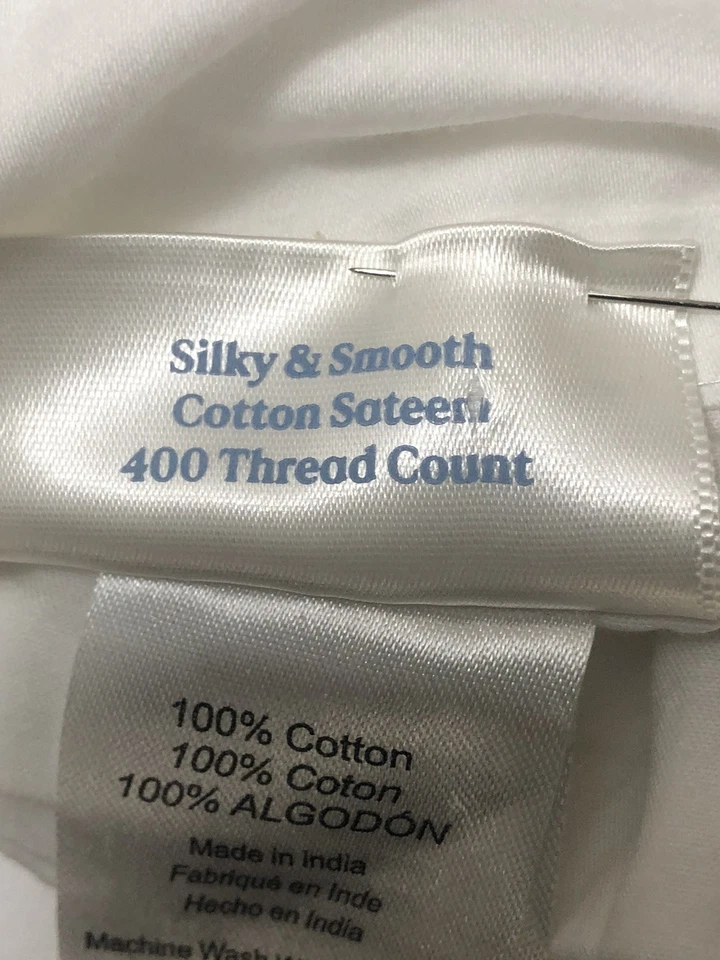 Silky & Smooth
Cotton Sateen
400 Thread Count
100% Cotton
100% Coton
100% ALGODÓN
Made in India
Fabriqué en Inde
Hecho en India
Machine Wash